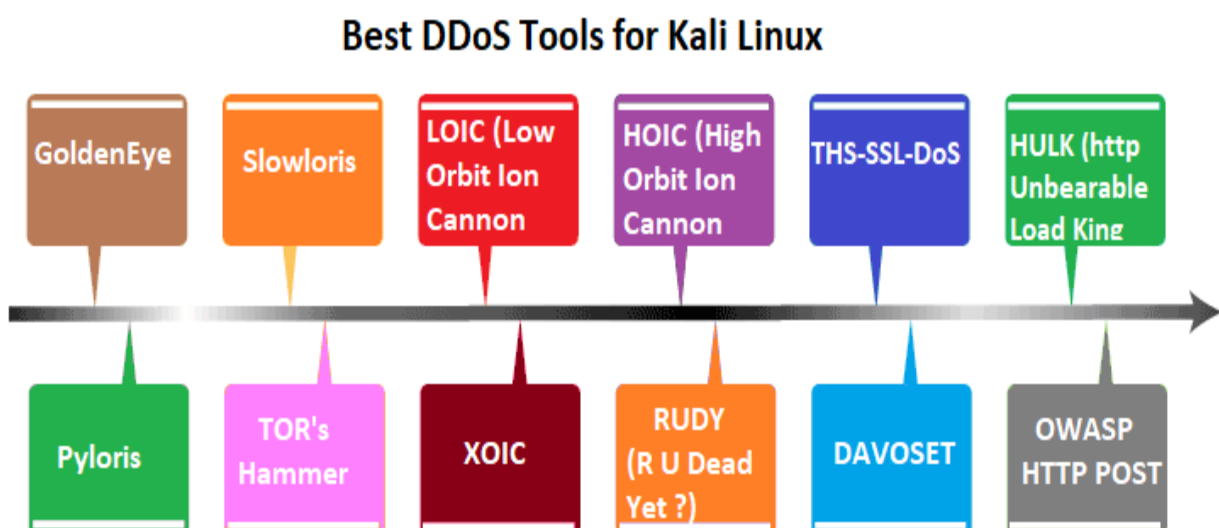 Best DDoS Tools for Kali Linux
GoldenEye
Slowloris
LOIC (Low
Orbit Ion
Cannon
HOIC (High
Orbit Ion
Cannon
THS-SSL-DoS
HULK (http
Unbearable
Load King
Pyloris
TOR's
Hammer
XOIC
RUDY
(R U Dead
Yet ?)
DAVOSET
OWASP
HTTP POST